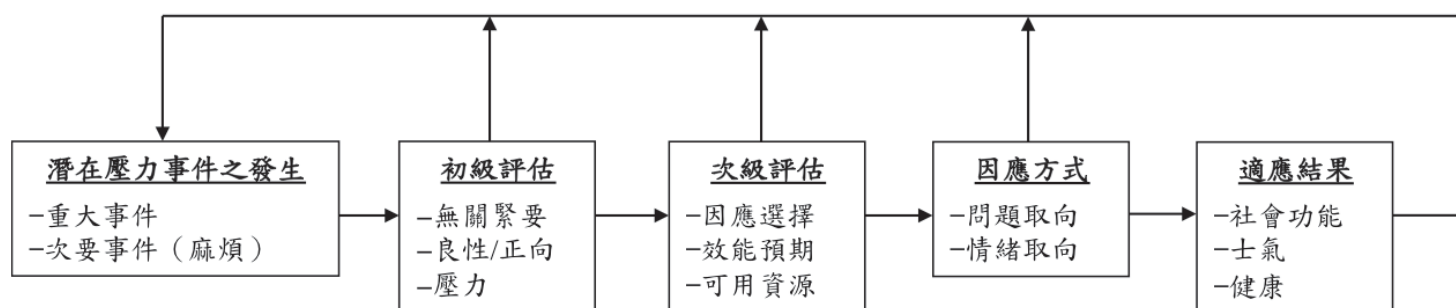 潛在壓力事件之發生
–重大事件
–次要事件（麻煩）
初級評估
–無關緊要
–良性/正向
–壓力
次級評估
–因應選擇
–效能預期
–可用資源
因應方式
–問題取向
–情緒取向
適應結果
–社會功能
–士氣
–健康